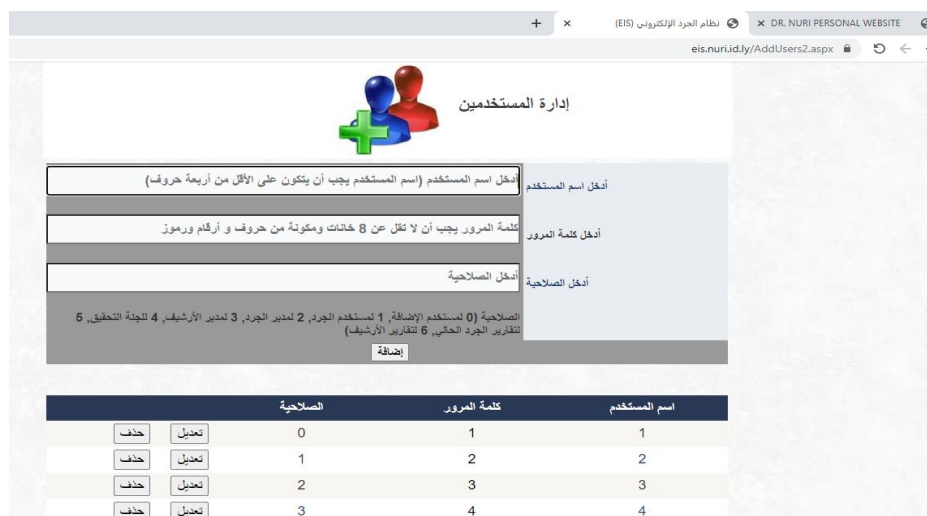 DR. NURI PERSONAL WEBSITE
نظام الجرد الإلكتروني (EIS)
eis.nuri.id.ly/AddUsers2.aspx
إدارة المستخدمين
أدخل اسم المستخدم
أدخل اسم المستخدم (اسم المستخدم يجب أن يتكون على الأقل من أربعة حروف)
أدخل كلمة المرور
كلمة المرور يجب أن لا تقل عن 8 خانات ومكونة من حروف و أرقام ورموز
أدخل الصلاحية
أدخل الصلاحية
الصلاحية (0 لمستخدم الإضافة, 1 لمستخدم الجرد, 2 لمدير الجرد, 3 لمدير الأرشيف, 4 للجنة التحقيق, 5
لتقارير الجرد الحالي, 6 لتقارير الأرشيف)
إضافة
اسم المستخدم كلمة المرور الصلاحية
1 1 0 تعديل حذف
2 2 1 تعديل حذف
3 3 2 تعديل حذف
4 4 3 تعديل حذف